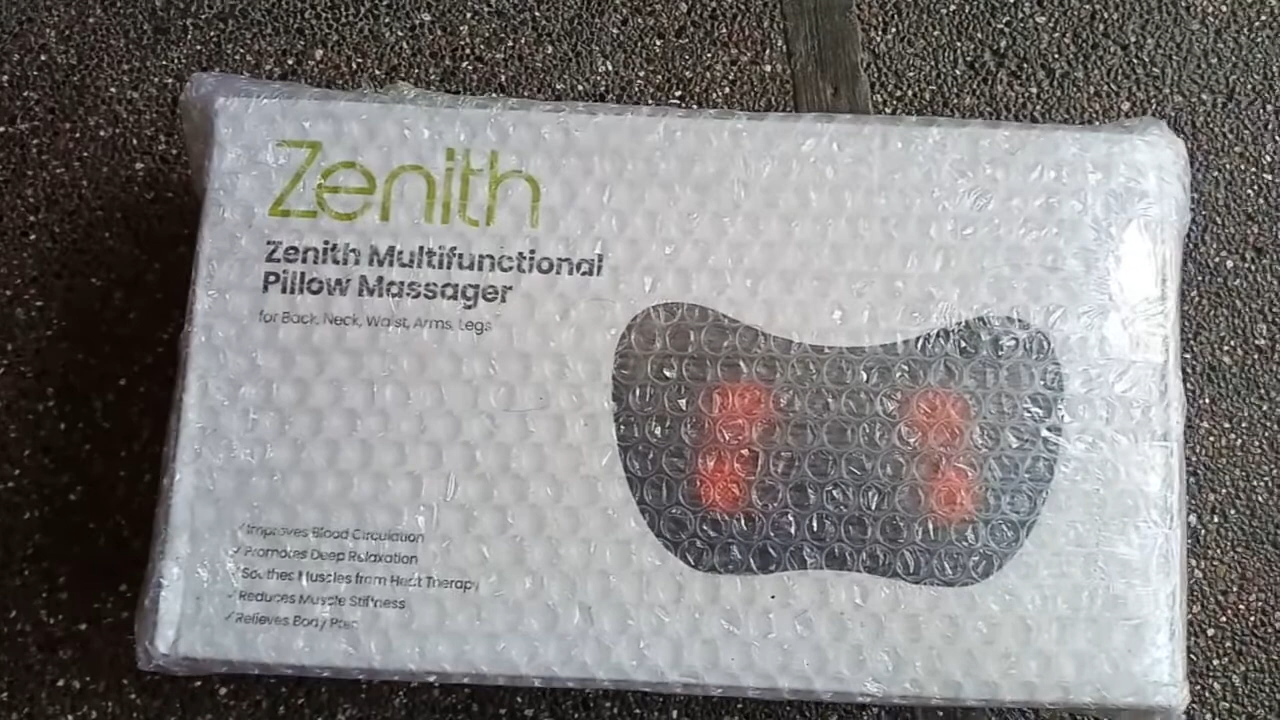 Zenith
Zenith Multifunctional
Pillow Massager
for Back, Neck, Waist, Arms, Legs
✓Improves Blood Circulation
✓Promotes Deep Relaxation
✓Soothes Muscles from Heat Therapy
✓Reduces Muscle Stiffness
✓Relieves Body